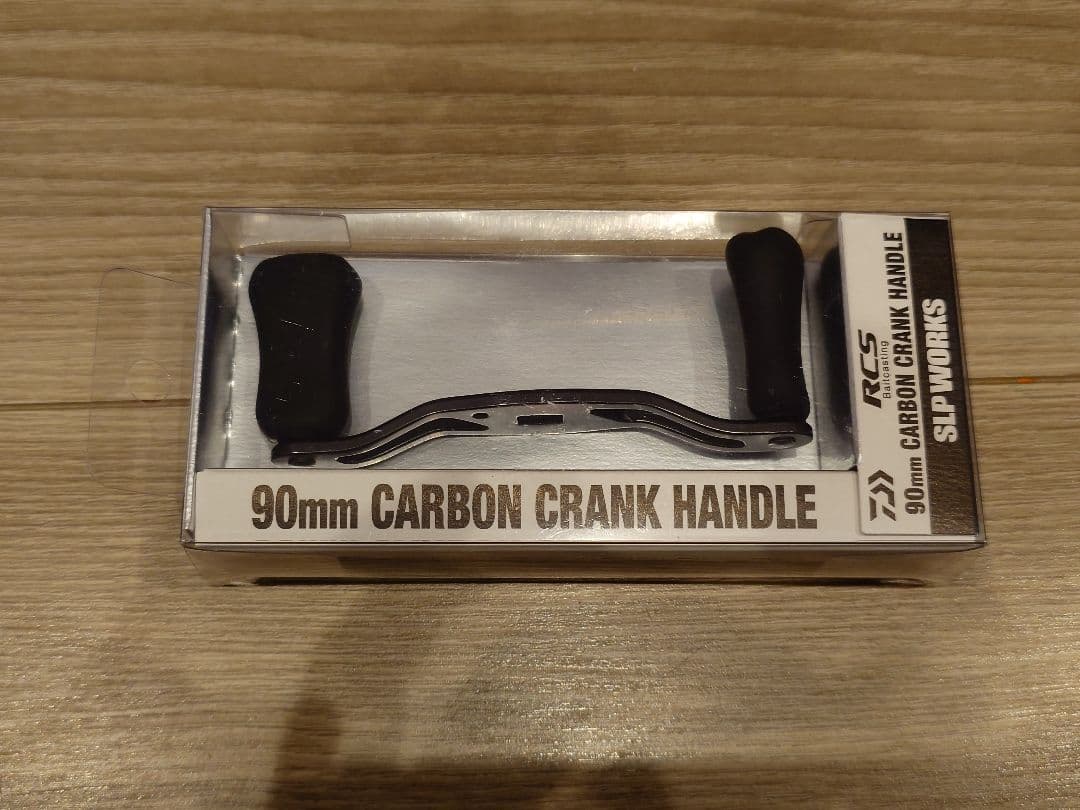 90mm CARBON CRANK HANDLE
RCS
Baitcasting
90mm CARBON CRANK HANDLE
SLP WORKS